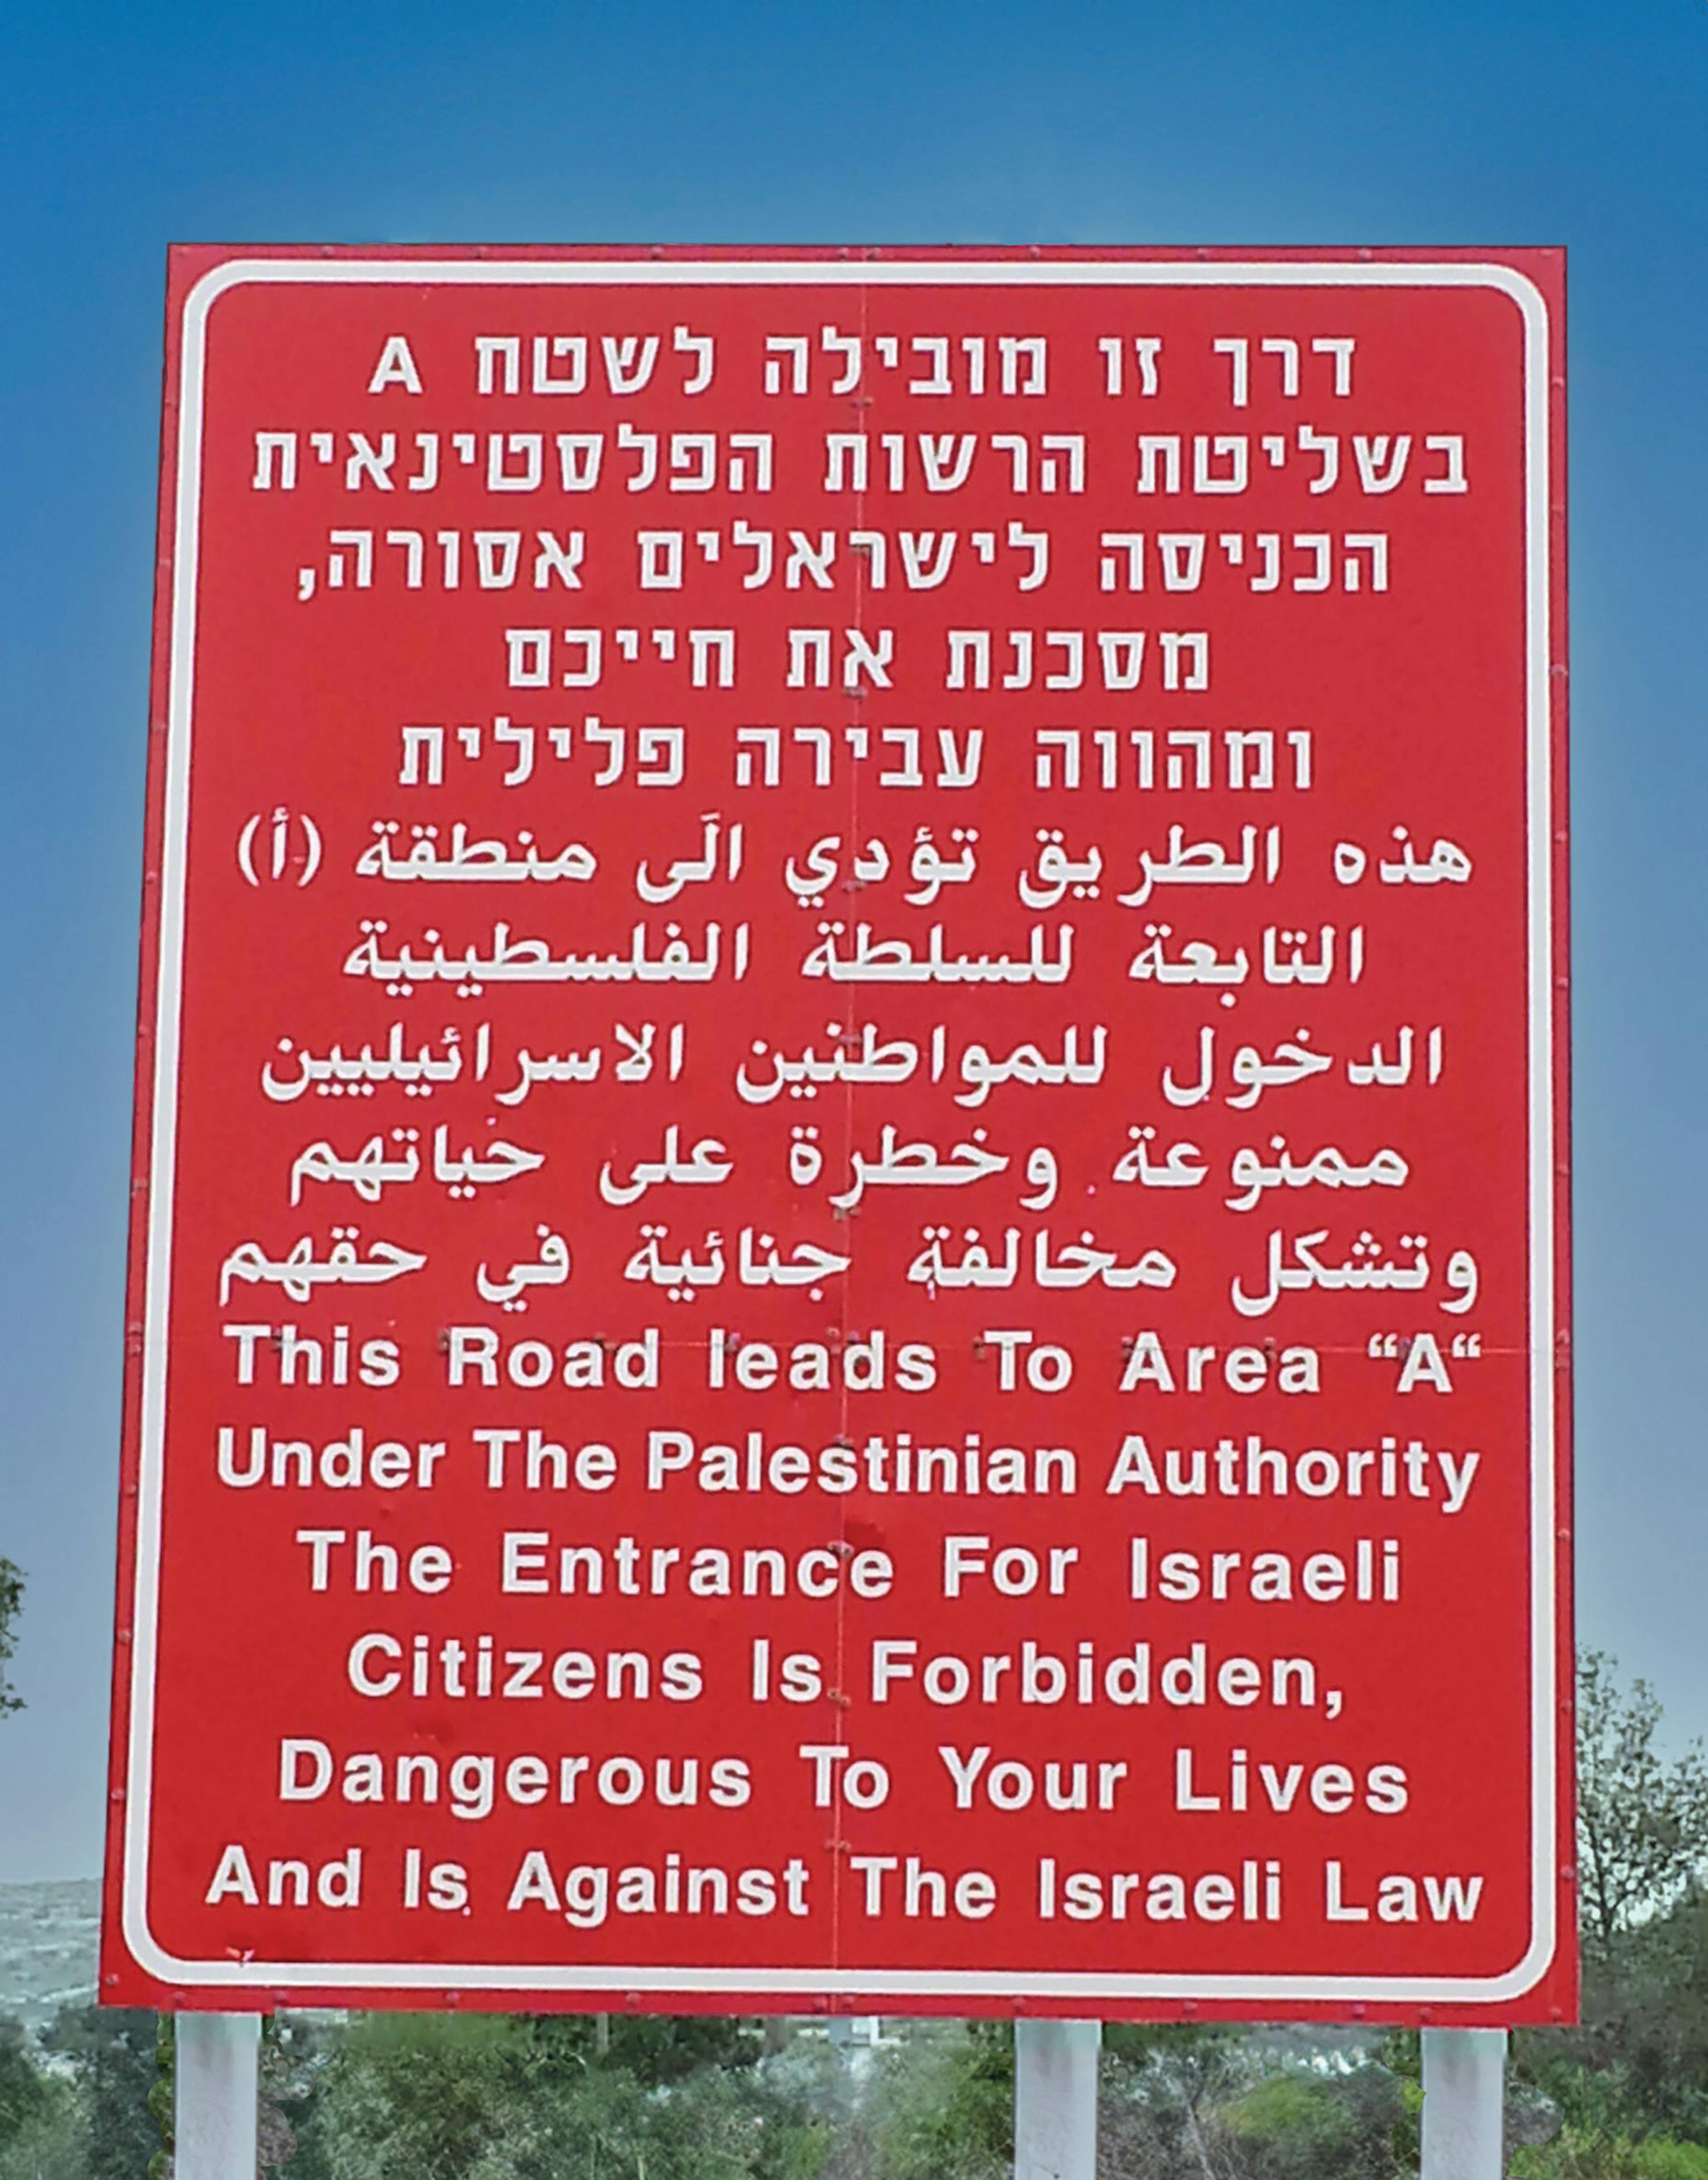 דרך זו מובילה לשטח A
בשליטת הרשות הפלסטינאית
הכניסה לישראלים אסורה,
מסכנת את חייכם
ומהווה עבירה פלילית
هذه الطريق تؤدي الَى منطقة (أ)
التابعة للسلطة الفلسطينية
الدخول للمواطنين الاسرائيليين
ممنوعة وخطرة على حياتهم
وتشكل مخالفة جنائية في حقهم
This Road leads To Area “A“
Under The Palestinian Authority
The Entrance For Israeli
Citizens Is Forbidden,
Dangerous To Your Lives
And Is Against The Israeli Law